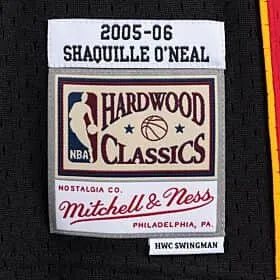 2005-06
SHAQUILLE O'NEAL
HARDWOOD
NBA
CLASSICS
NOSTALGIA CO.
Mitchell & Ness
PHILADELPHIA, PA.
HWC SWINGMAN